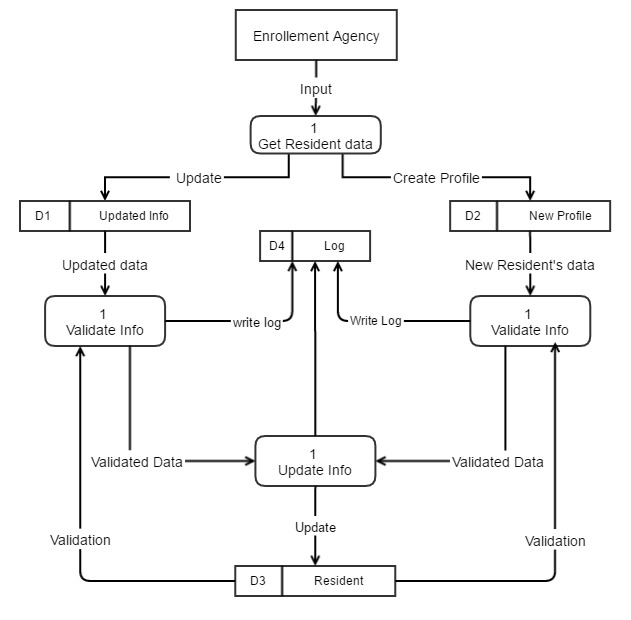 Enrollement Agency
Input
1
Get Resident data
Update
Create Profile
D1 Updated Info
D2 New Profile
D4 Log
Updated data
New Resident's data
1
Validate Info
write log
Write Log
1
Validate Info
Validated Data
1
Update Info
Validated Data
Update
Validation
Validation
D3 Resident